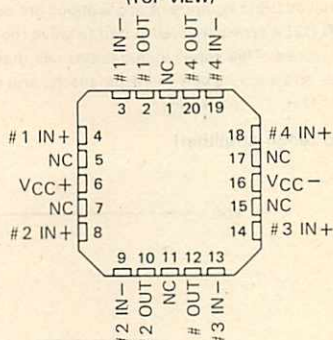 (TOP VIEW)
#1 IN−
#1 OUT
NC
#4 OUT
#4 IN−
3 2 1 20 19
#1 IN+ 4
NC 5
VCC+ 6
NC 7
#2 IN+ 8
18 #4 IN+
17 NC
16 VCC−
15 NC
14 #3 IN+
9 10 11 12 13
#2 IN−
2 OUT
NC
# OUT
#3 IN−